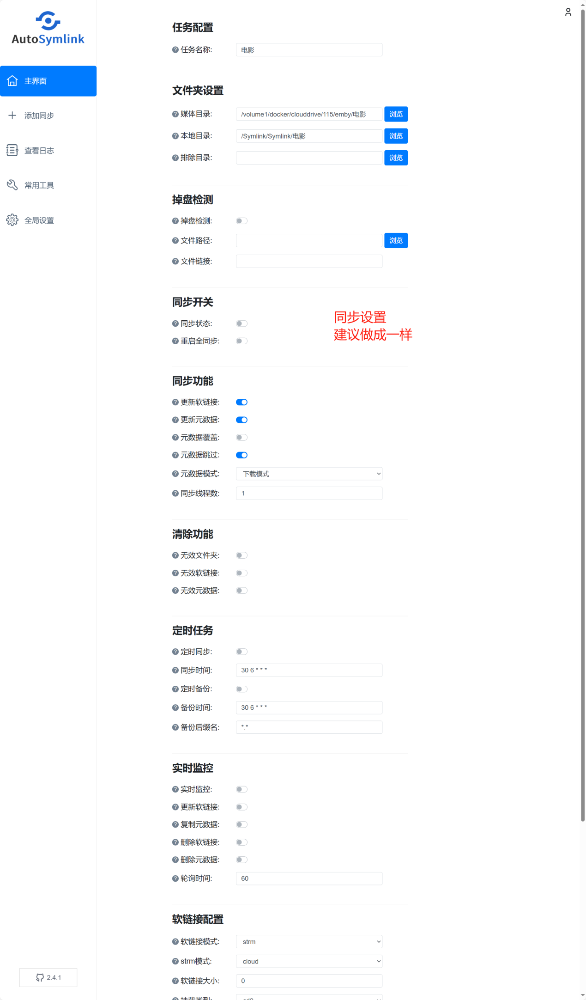 AutoSymlink
主界面
添加同步
查看日志
常用工具
全局设置
2.4.1
任务配置
任务名称: 电影
文件夹设置
媒体目录: /volume1/docker/clouddrive/115/emby/电影 浏览
本地目录: /Symlink/Symlink/电影 浏览
排除目录: 浏览
掉盘检测
掉盘检测:
文件路径: 浏览
文件链接:
同步开关
同步状态:
重启全同步:
同步设置
建议做成一样
同步功能
更新软链接:
更新元数据:
元数据覆盖:
元数据跳过:
元数据模式: 下载模式
同步线程数: 1
清除功能
无效文件夹:
无效软链接:
无效元数据:
定时任务
定时同步:
同步时间: 30 6 * * *
定时备份:
备份时间: 30 6 * * *
备份后缀名: *.*
实时监控
实时监控:
更新软链接:
复制元数据:
删除软链接:
删除元数据:
轮询时间: 60
软链接配置
软链接模式: strm
strm模式: cloud
软链接大小: 0